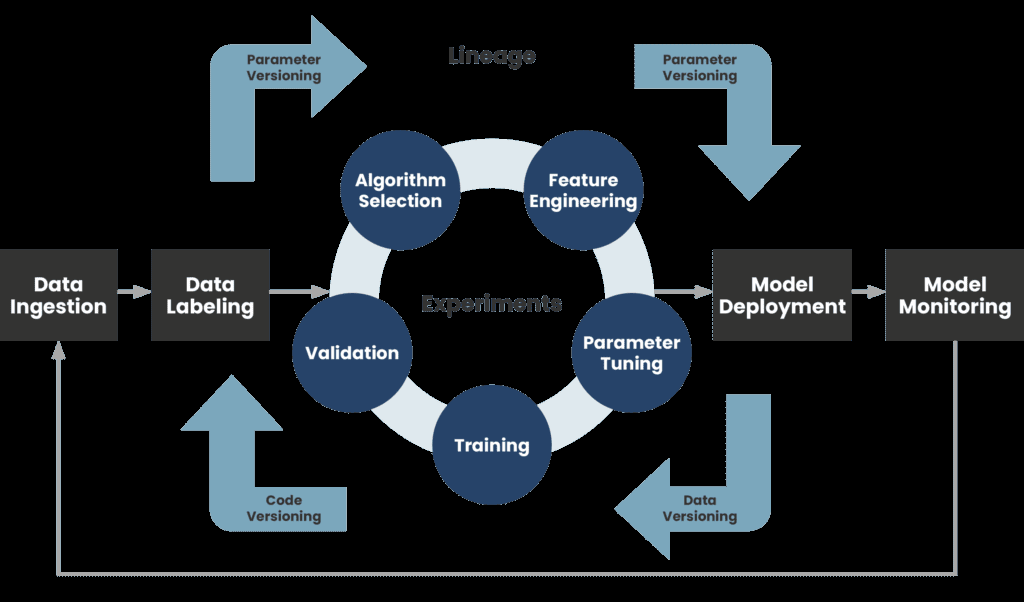 Parameter
Versioning
Lineage
Parameter
Versioning
Algorithm
Selection
Feature
Engineering
Data
Ingestion
Data
Labeling
Experiments
Model
Deployment
Model
Monitoring
Validation
Parameter
Tuning
Training
Code
Versioning
Data
Versioning